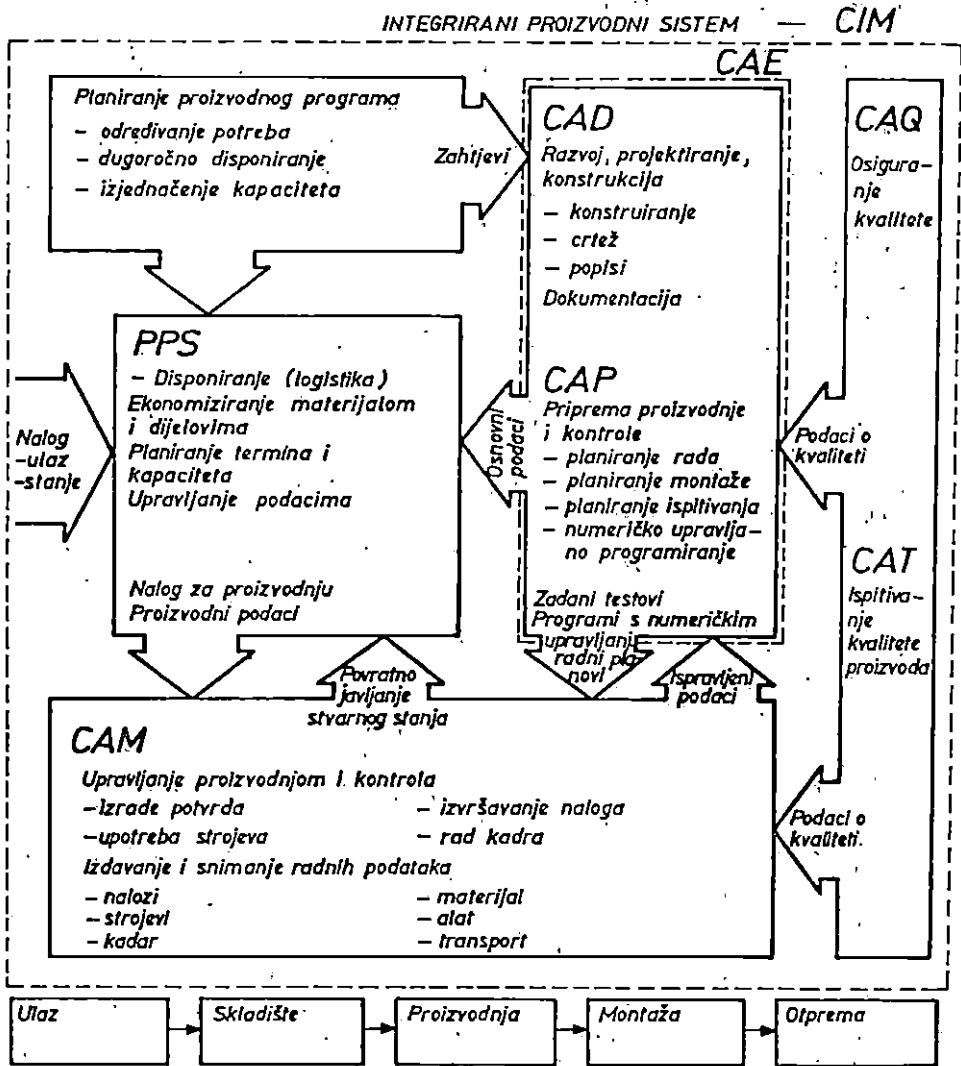 INTEGRIRANI PROIZVODNI SISTEM — CIM
CAE
Planiranje proizvodnog programa
– određivanje potreba
– dugoročno disponiranje
– izjednačenje kapaciteta
Zahtjevi
CAD
Razvoj, projektiranje,
konstrukcija
– konstruiranje
– crtež
– popisi
Dokumentacija
CAQ
Osigura-
nje
kvalitete
PPS
– Disponiranje (logistika)
Ekonomiziranje materijalom
i dijelovima
Planiranje termina i
kapaciteta
Upravljanje podacima
Nalog za proizvodnju
Proizvodni podaci
Nalog
-ulaz
-stanje
Osnovni
podaci
CAP
Priprema proizvodnje
i kontrole
– planiranje rada
– planiranje montaže
– planiranje ispitivanja
– numeričko upravlja-
no programiranje
Zadani testovi
Programi s numeričkim
upravljanj
radni pla-
novi
Podaci o
kvaliteti
CAT
Ispitiva-
nje
kvalitete
proizvoda
Povratno
javljanje
stvarnog stanja
Ispravljeni
podaci
CAM
Upravljanje proizvodnjom i kontrola
– izrade potvrda
– upotreba strojeva
– izvršavanje naloga
– rad kadra
Izdavanje i snimanje radnih podataka
– nalozi
– strojevi
– kadar
– materijal
– alat
– transport
Podaci o
kvaliteti.
Ulaz
Skladište
Proizvodnja
Montaža
Otprema